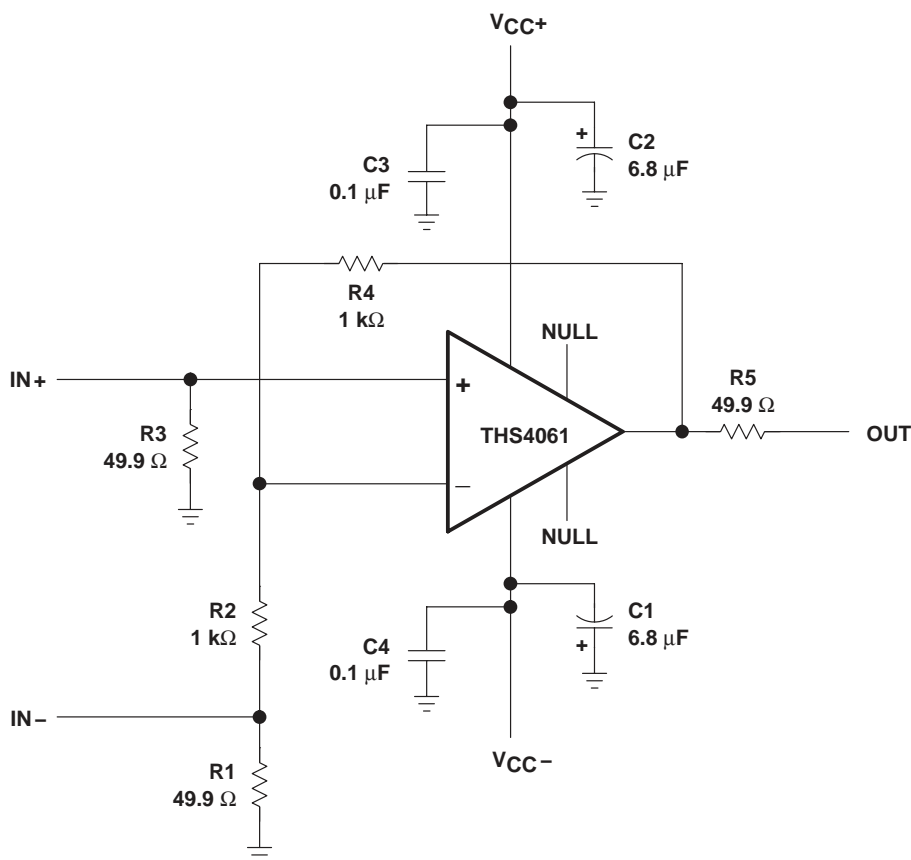 VCC+
C3
0.1 μF
+
C2
6.8 μF
R4
1 kΩ
NULL
IN+
+
R5
49.9 Ω
R3
49.9 Ω
THS4061
OUT
–
NULL
R2
1 kΩ
C4
0.1 μF
C1
6.8 μF
+
IN–
VCC–
R1
49.9 Ω